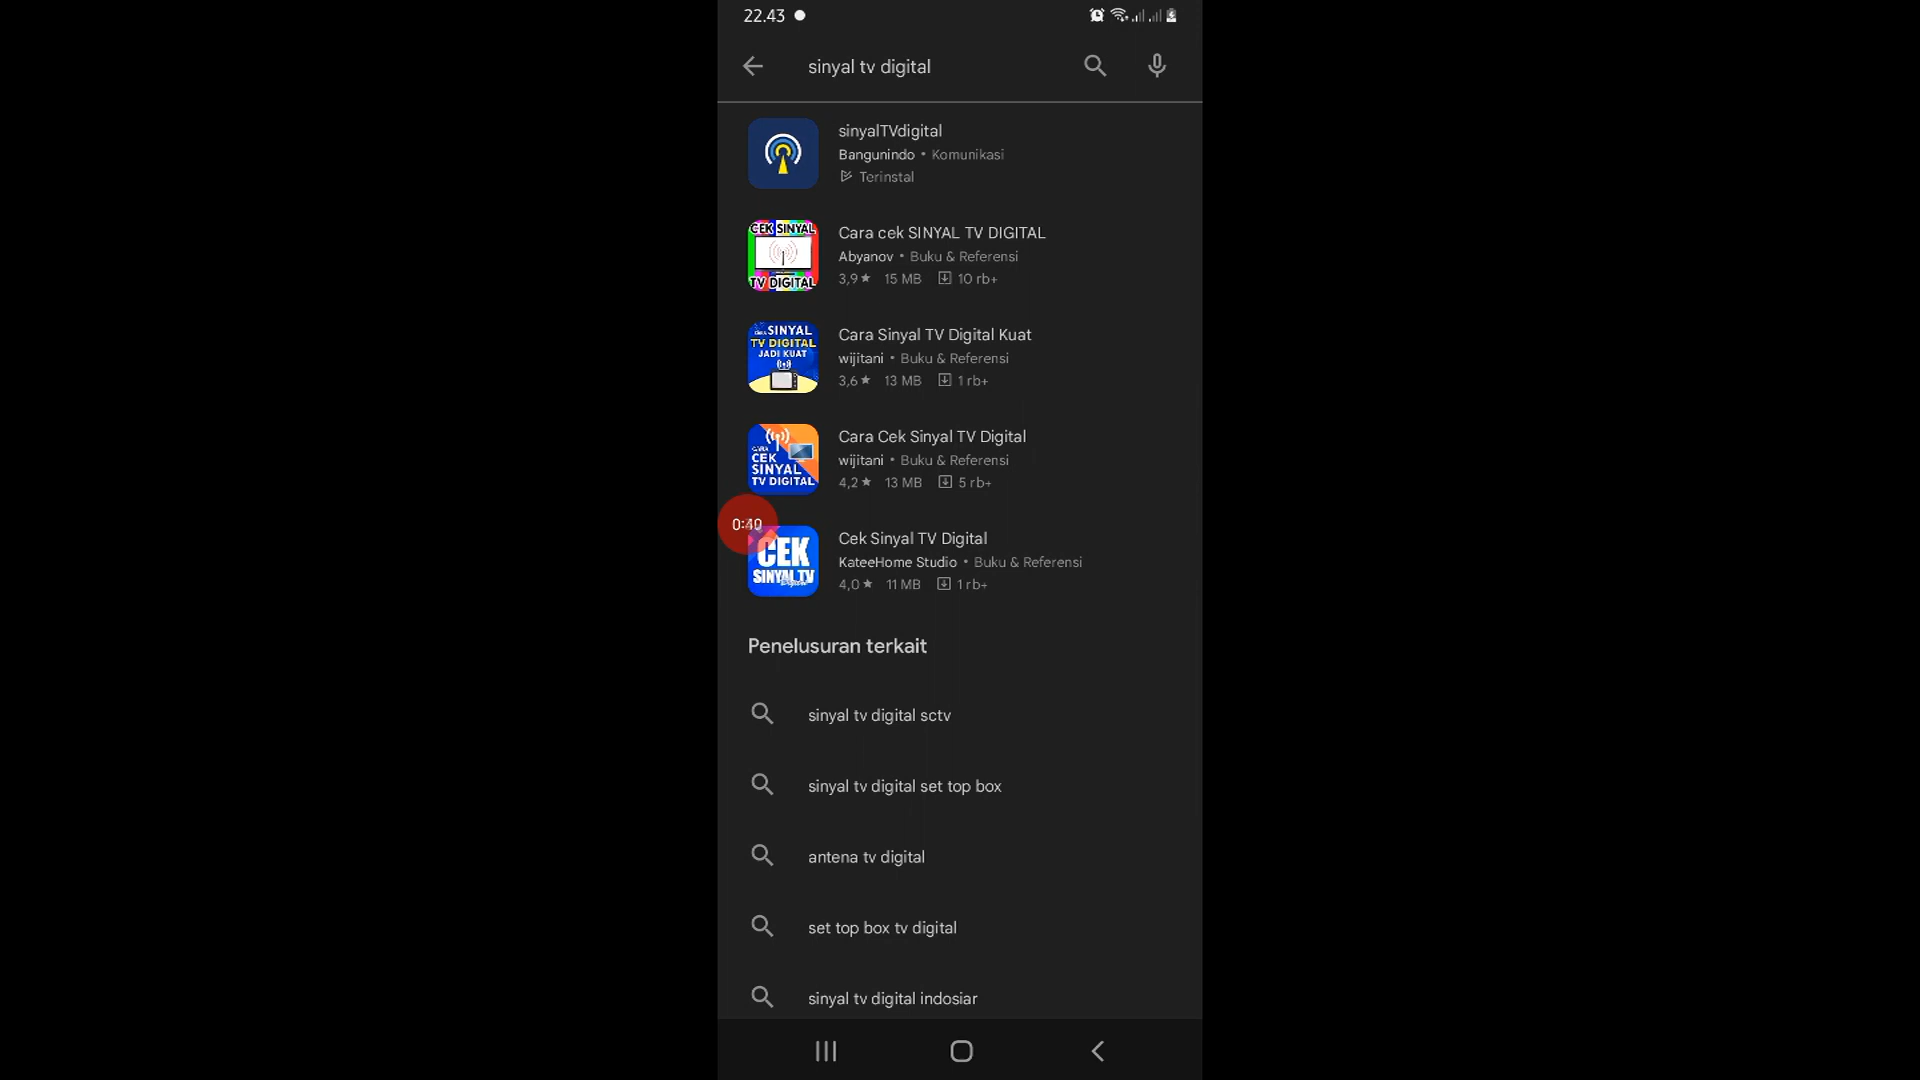 22.43
sinyal tv digital
sinyalTVdigital
Bangunindo • Komunikasi
Terinstal
CEK SINYAL
TV DIGITAL
Cara cek SINYAL TV DIGITAL
Abyanov • Buku & Referensi
3,9★ 15 MB 10 rb+
CARA SINYAL
TV DIGITAL
JADI KUAT
Cara Sinyal TV Digital Kuat
wijitani • Buku & Referensi
3,6★ 13 MB 1 rb+
CARA
CEK
SINYAL
TV DIGITAL
Cara Cek Sinyal TV Digital
wijitani • Buku & Referensi
4,2★ 13 MB 5 rb+
0:40
CEK
SINYAL TV
Digital
Cek Sinyal TV Digital
KateeHome Studio • Buku & Referensi
4,0★ 11 MB 1 rb+
Penelusuran terkait
sinyal tv digital sctv
sinyal tv digital set top box
antena tv digital
set top box tv digital
sinyal tv digital indosiar